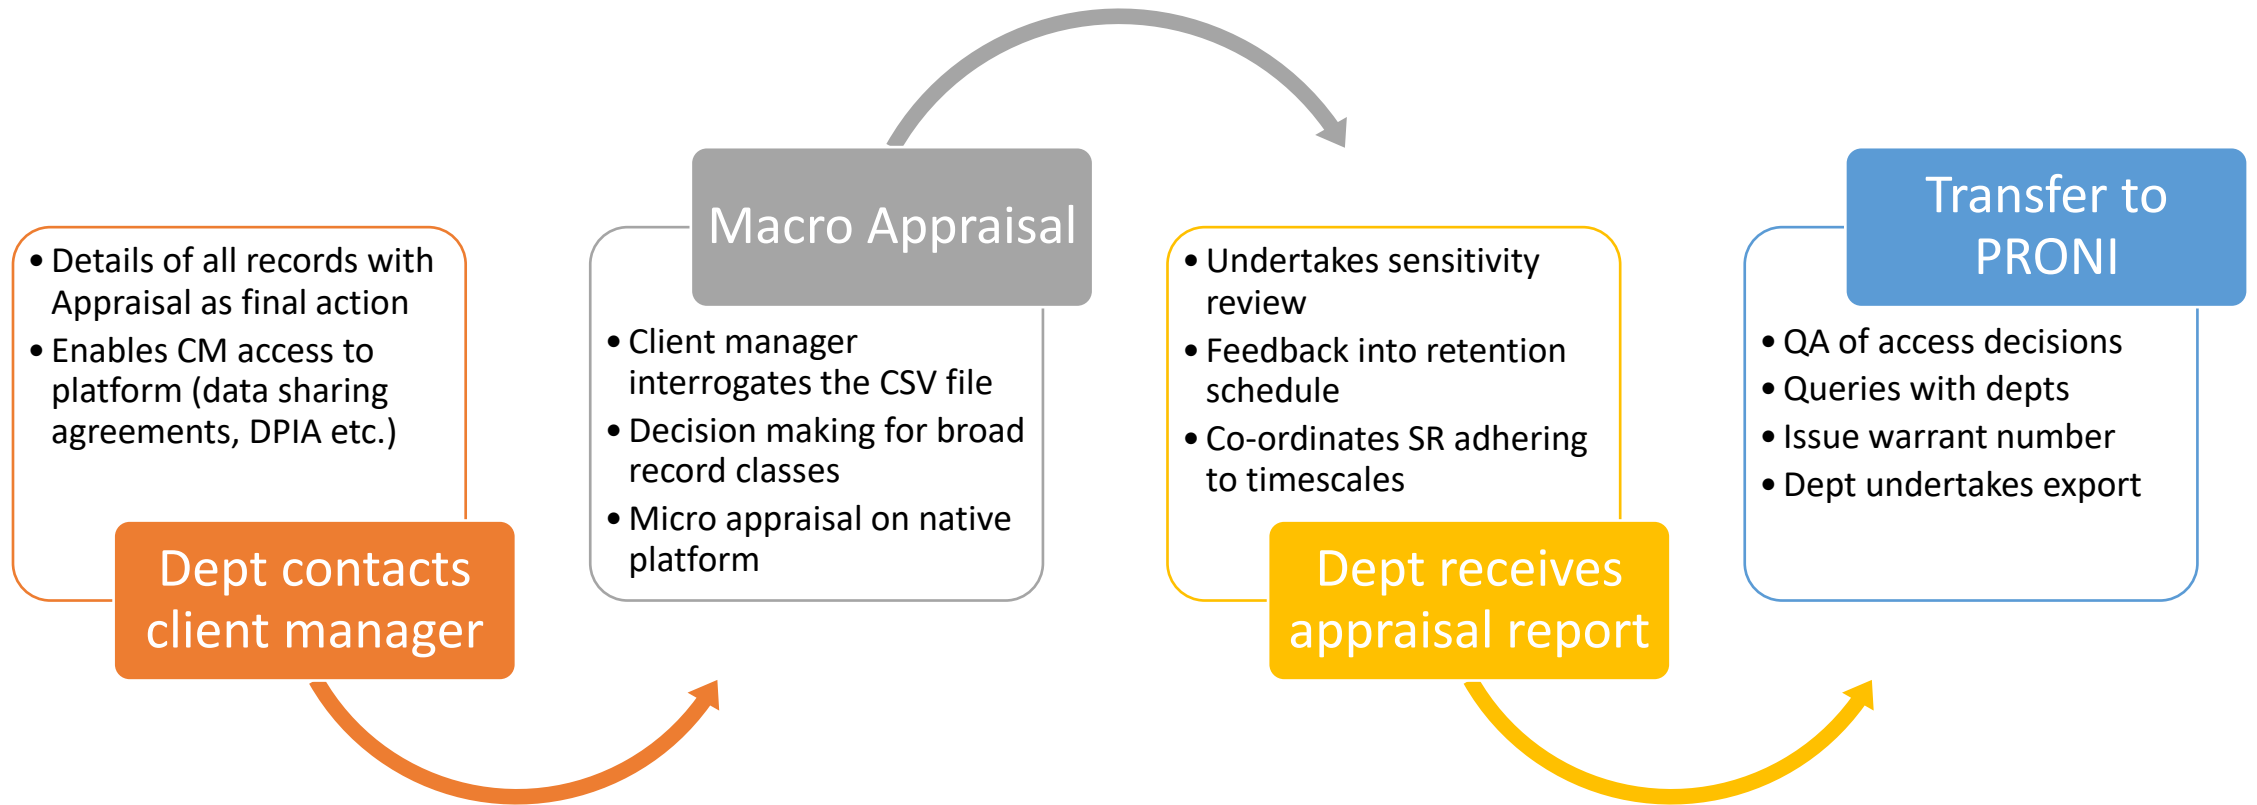 • Details of all records with
Appraisal as final action
• Enables CM access to
platform (data sharing
agreements, DPIA etc.)
Dept contacts
client manager
Macro Appraisal
• Client manager
interrogates the CSV file
• Decision making for broad
record classes
• Micro appraisal on native
platform
• Undertakes sensitivity
review
• Feedback into retention
schedule
• Co-ordinates SR adhering
to timescales
Dept receives
appraisal report
Transfer to
PRONI
• QA of access decisions
• Queries with depts
• Issue warrant number
• Dept undertakes export